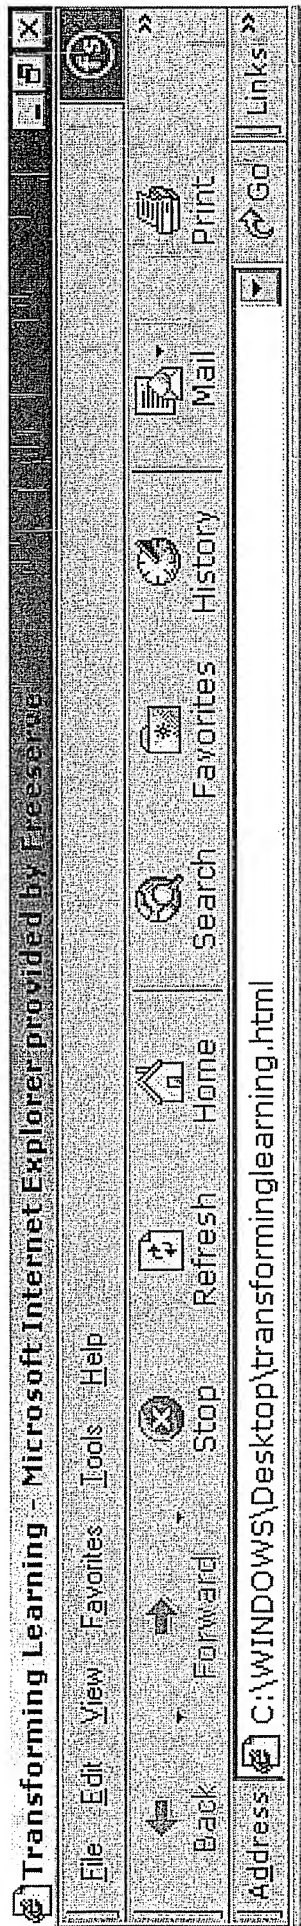 Transforming Learning - Microsoft Internet Explorer provided by Freeserve
File Edit View Favorites Tools Help
fs
Back Forward Stop Refresh Home Search Favorites History Mail Print »
Address C:\WINDOWS\Desktop\transforminglearning.html Go Links »